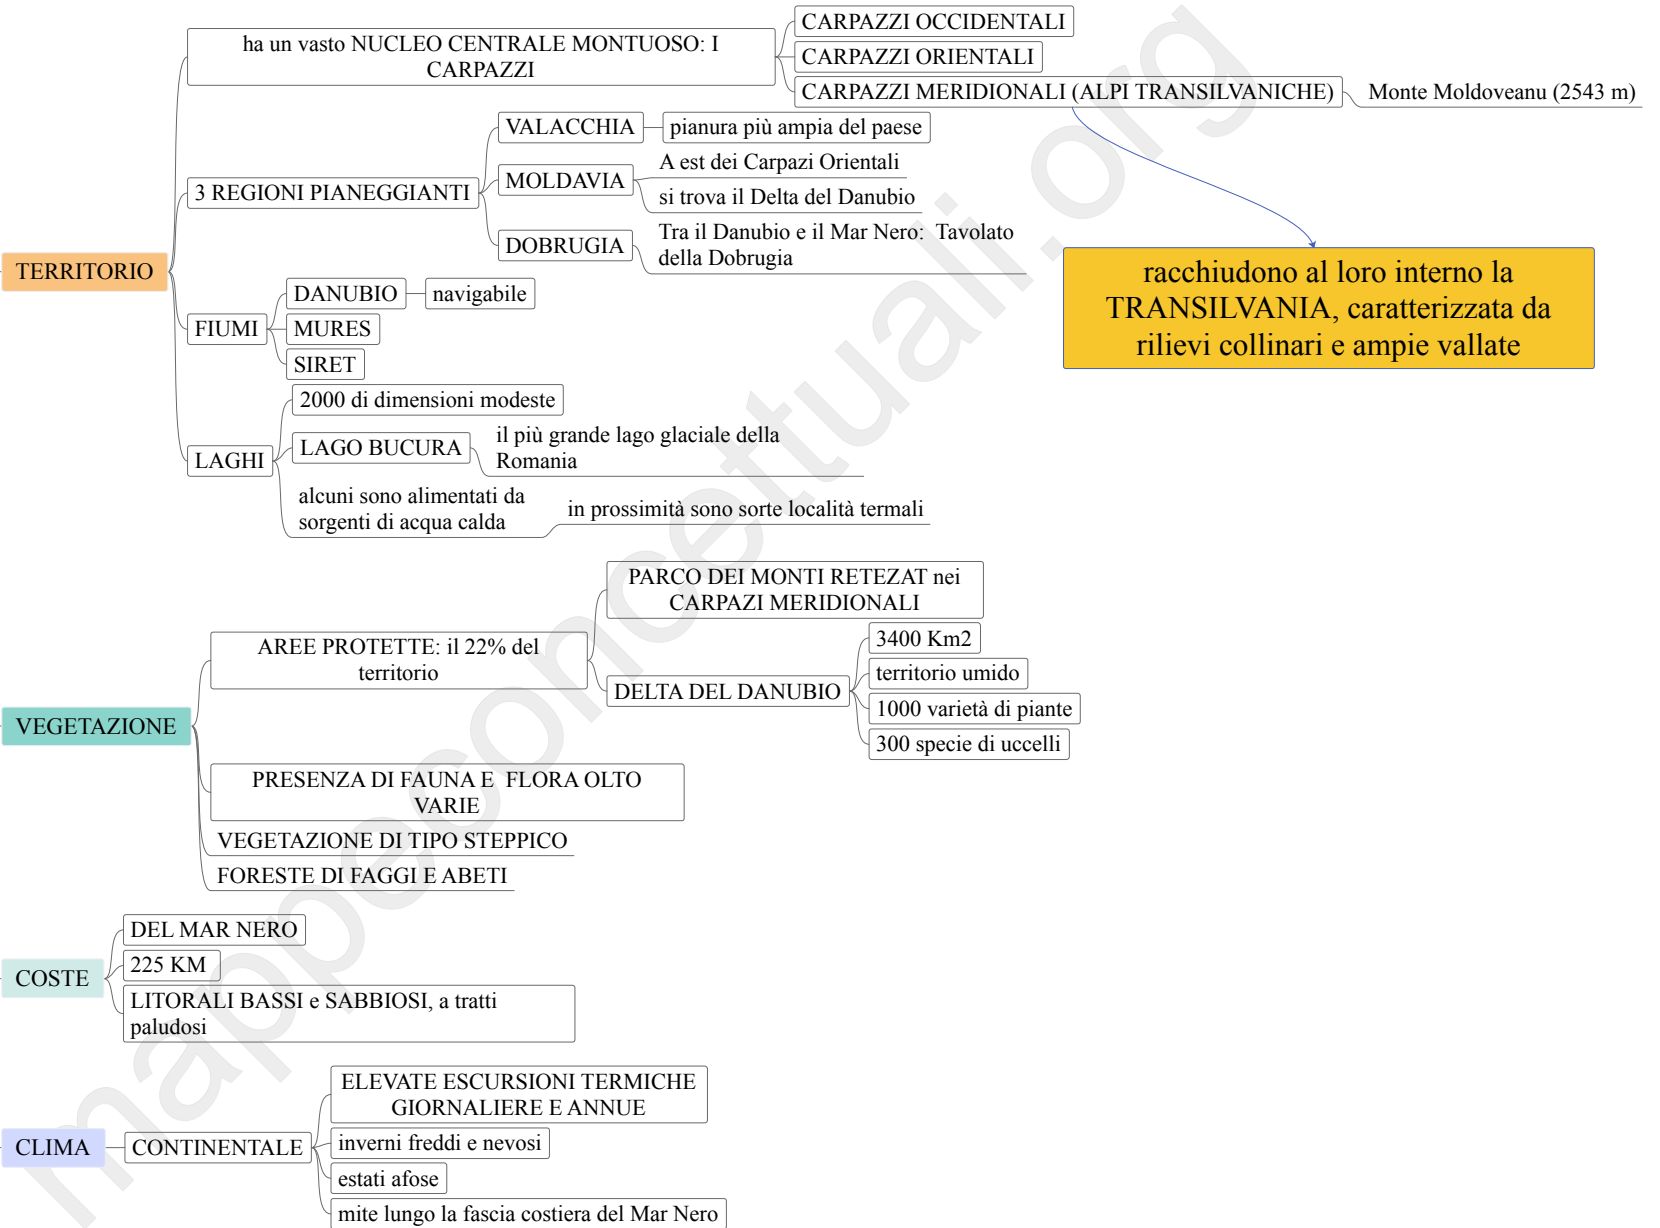 ha un vasto NUCLEO CENTRALE MONTUOSO: I
CARPAZZI
CARPAZZI OCCIDENTALI
CARPAZZI ORIENTALI
CARPAZZI MERIDIONALI (ALPI TRANSILVANICHE)
Monte Moldoveanu (2543 m)
racchiudono al loro interno la
TRANSILVANIA, caratterizzata da
rilievi collinari e ampie vallate
TERRITORIO
3 REGIONI PIANEGGIANTI
VALACCHIA
pianura più ampia del paese
MOLDAVIA
A est dei Carpazi Orientali
si trova il Delta del Danubio
DOBRUGIA
Tra il Danubio e il Mar Nero:  Tavolato
della Dobrugia
FIUMI
DANUBIO
navigabile
MURES
SIRET
LAGHI
2000 di dimensioni modeste
LAGO BUCURA
il più grande lago glaciale della
Romania
alcuni sono alimentati da
sorgenti di acqua calda
in prossimità sono sorte località termali
VEGETAZIONE
AREE PROTETTE: il 22% del
territorio
PARCO DEI MONTI RETEZAT nei
CARPAZI MERIDIONALI
DELTA DEL DANUBIO
3400 Km2
territorio umido
1000 varietà di piante
300 specie di uccelli
PRESENZA DI FAUNA E  FLORA OLTO
VARIE
VEGETAZIONE DI TIPO STEPPICO
FORESTE DI FAGGI E ABETI
COSTE
DEL MAR NERO
225 KM
LITORALI BASSI e SABBIOSI, a tratti
paludosi
CLIMA
CONTINENTALE
ELEVATE ESCURSIONI TERMICHE
GIORNALIERE E ANNUE
inverni freddi e nevosi
estati afose
mite lungo la fascia costiera del Mar Nero
mappeconcettuali.org